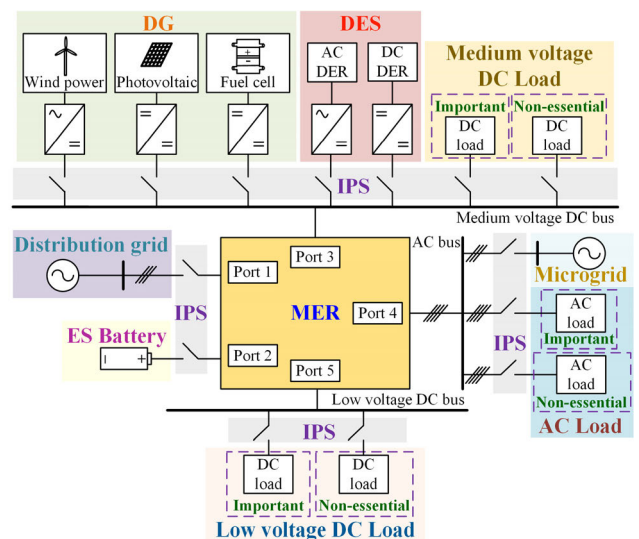 DG
DES
Wind power
Photovoltaic
Fuel cell
+
-
AC
DER
DC
DER
Medium voltage
DC Load
Important
Non-essential
DC
load
DC
load
IPS
Medium voltage DC bus
Distribution grid
Port 1
Port 3
AC bus
Microgrid
IPS
MER
Port 4
IPS
AC
load
Important
ES Battery
Port 2
Port 5
AC
load
Non-essential
AC Load
Low voltage DC bus
IPS
DC
load
DC
load
Important
Non-essential
Low voltage DC Load